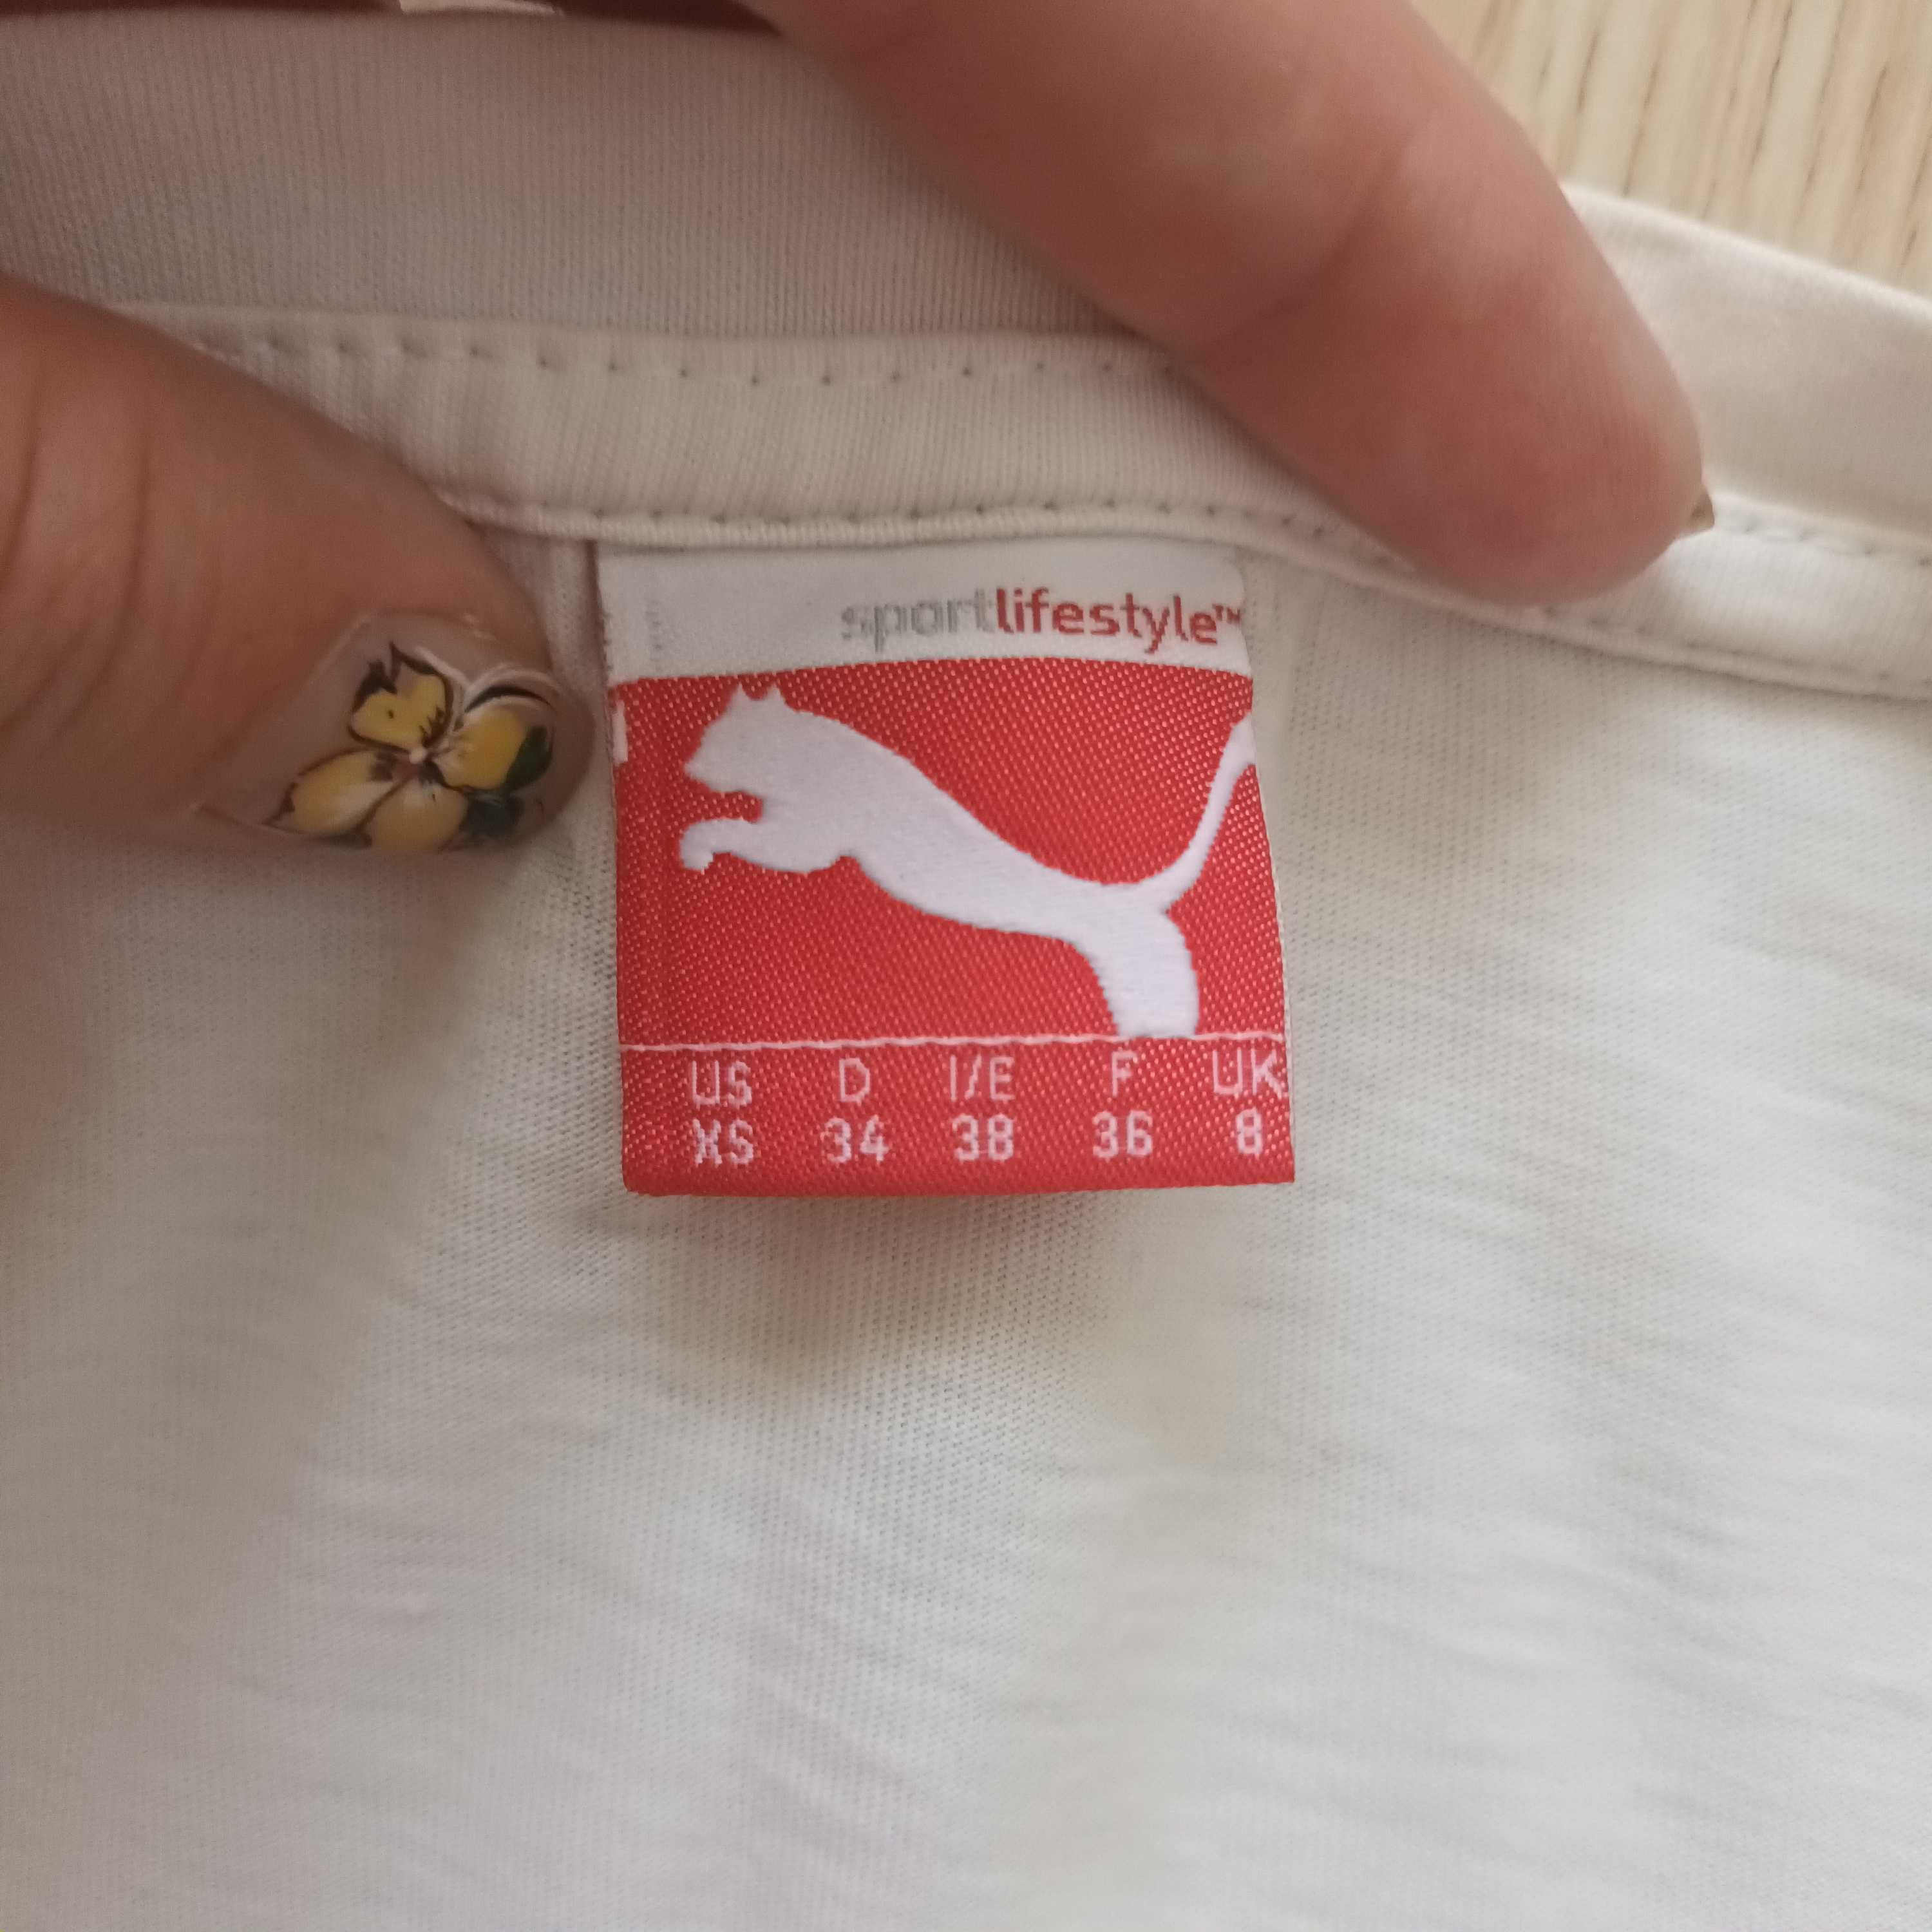 sportlifestyle™
US D I/E F UK
XS 34 38 36 8